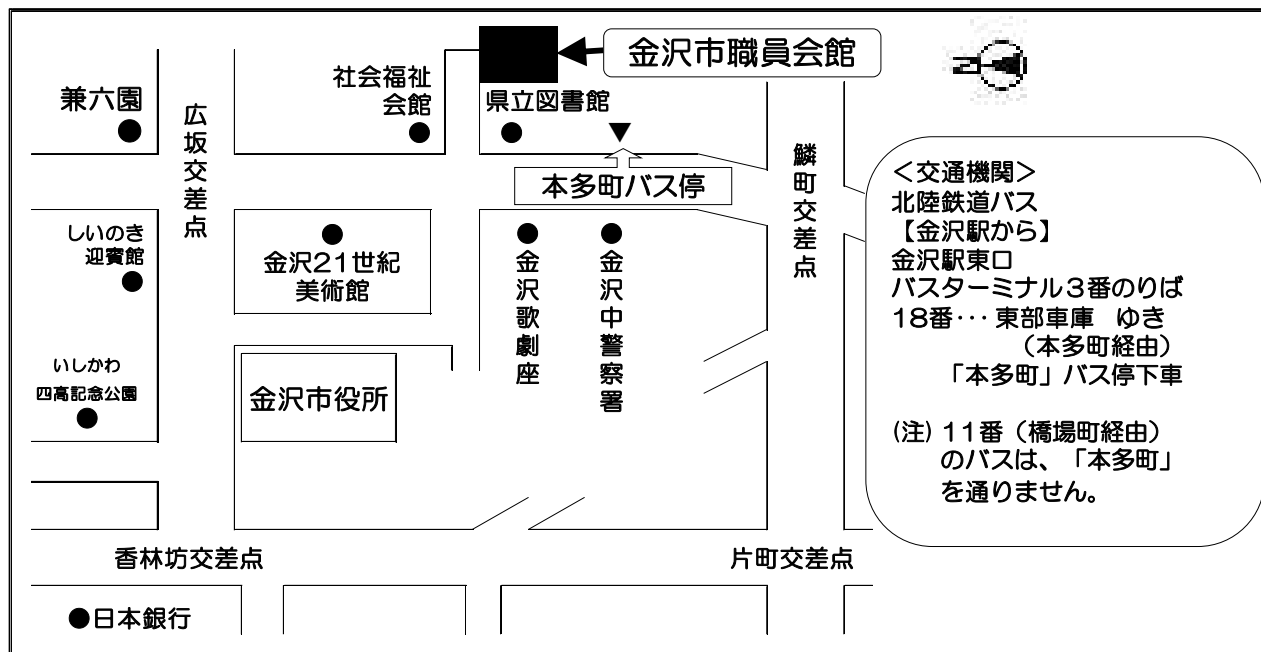 金沢市職員会館
社会福祉
会館
県立図書館
兼六園
広坂交差点
本多町バス停
鱗町交差点
しいのき
迎賓館
金沢21世紀
美術館
金沢歌劇座
金沢中警察署
いしかわ
四高記念公園
金沢市役所
香林坊交差点
片町交差点
●日本銀行
＜交通機関＞
北陸鉄道バス
【金沢駅から】
金沢駅東口
バスターミナル３番のりば
18番･･･東部車庫　ゆき
（本多町経由）
「本多町」バス停下車
(注) 11番（橋場町経由）
のバスは、「本多町」
を通りません。